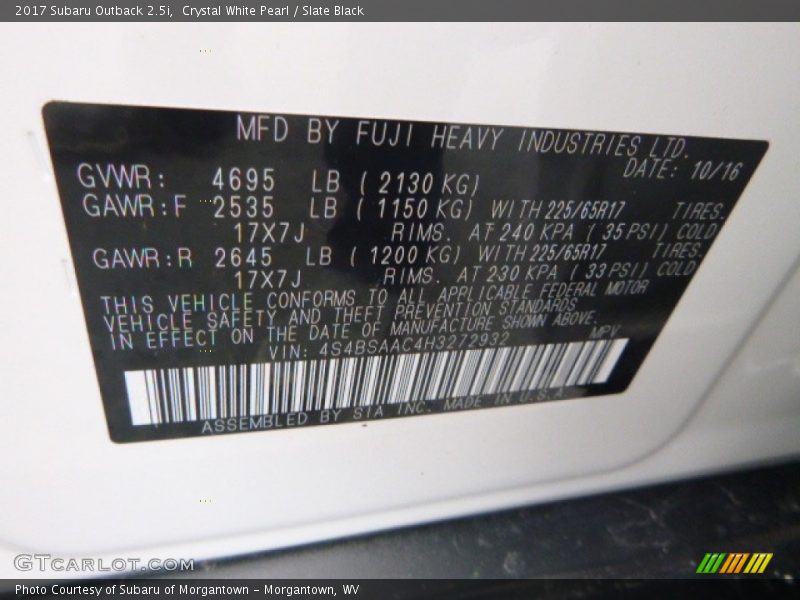 2017 Subaru Outback 2.5i,  Crystal White Pearl / Slate Black
MFD BY FUJI HEAVY INDUSTRIES LTD.
DATE: 10/16
GVWR: 4695 LB ( 2130 KG)
GAWR:F 2535 LB ( 1150 KG) WITH 225/65R17 TIRES.
17X7J RIMS. AT 240 KPA ( 35 PSI) COLD
GAWR:R 2645 LB ( 1200 KG) WITH 225/65R17 TIRES.
17X7J RIMS. AT 230 KPA ( 33 PSI) COLD
THIS VEHICLE CONFORMS TO ALL APPLICABLE FEDERAL MOTOR
VEHICLE SAFETY AND THEFT PREVENTION STANDARDS
IN EFFECT ON THE DATE OF MANUFACTURE SHOWN ABOVE.
VIN: 4S4BSAAC4H3272932 MPV
ASSEMBLED BY SIA INC. MADE IN U.S.A.
GTCARLOT.COM
Photo Courtesy of Subaru of Morgantown - Morgantown, WV